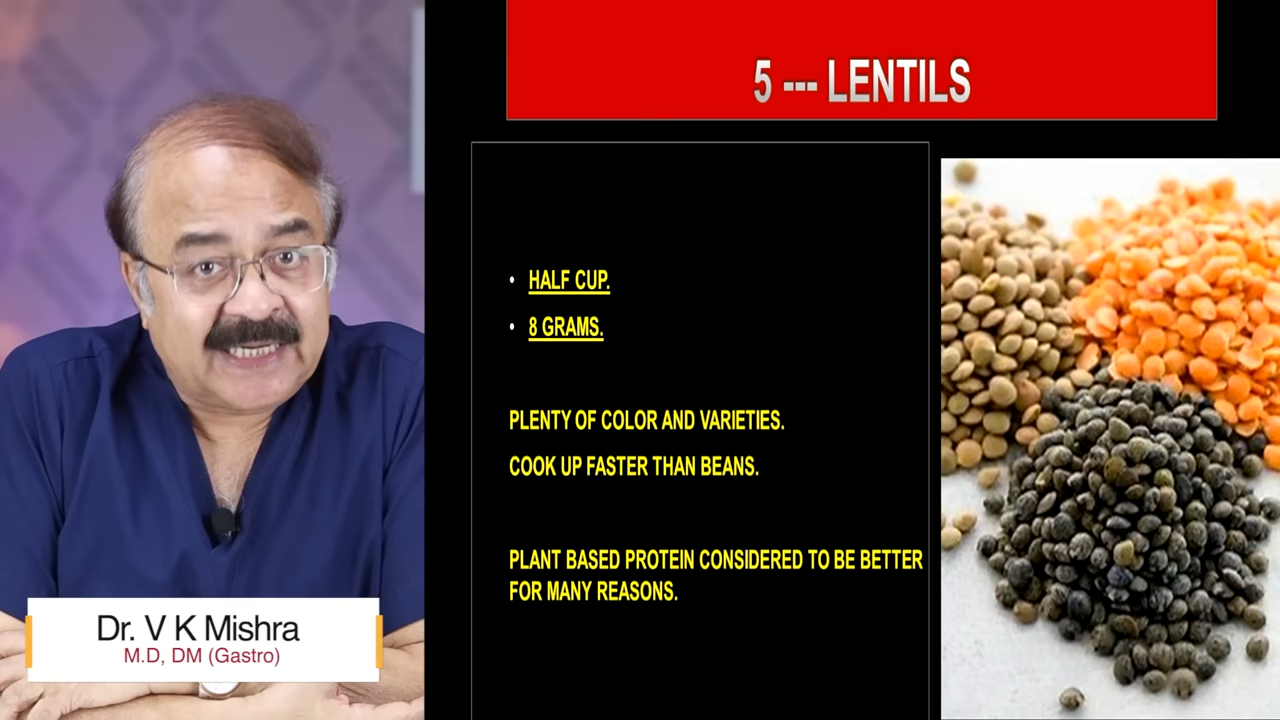 5 --- LENTILS
• HALF CUP.
• 8 GRAMS.
PLENTY OF COLOR AND VARIETIES.
COOK UP FASTER THAN BEANS.
PLANT BASED PROTEIN CONSIDERED TO BE BETTER
FOR MANY REASONS.
Dr. V K Mishra
M.D, DM (Gastro)